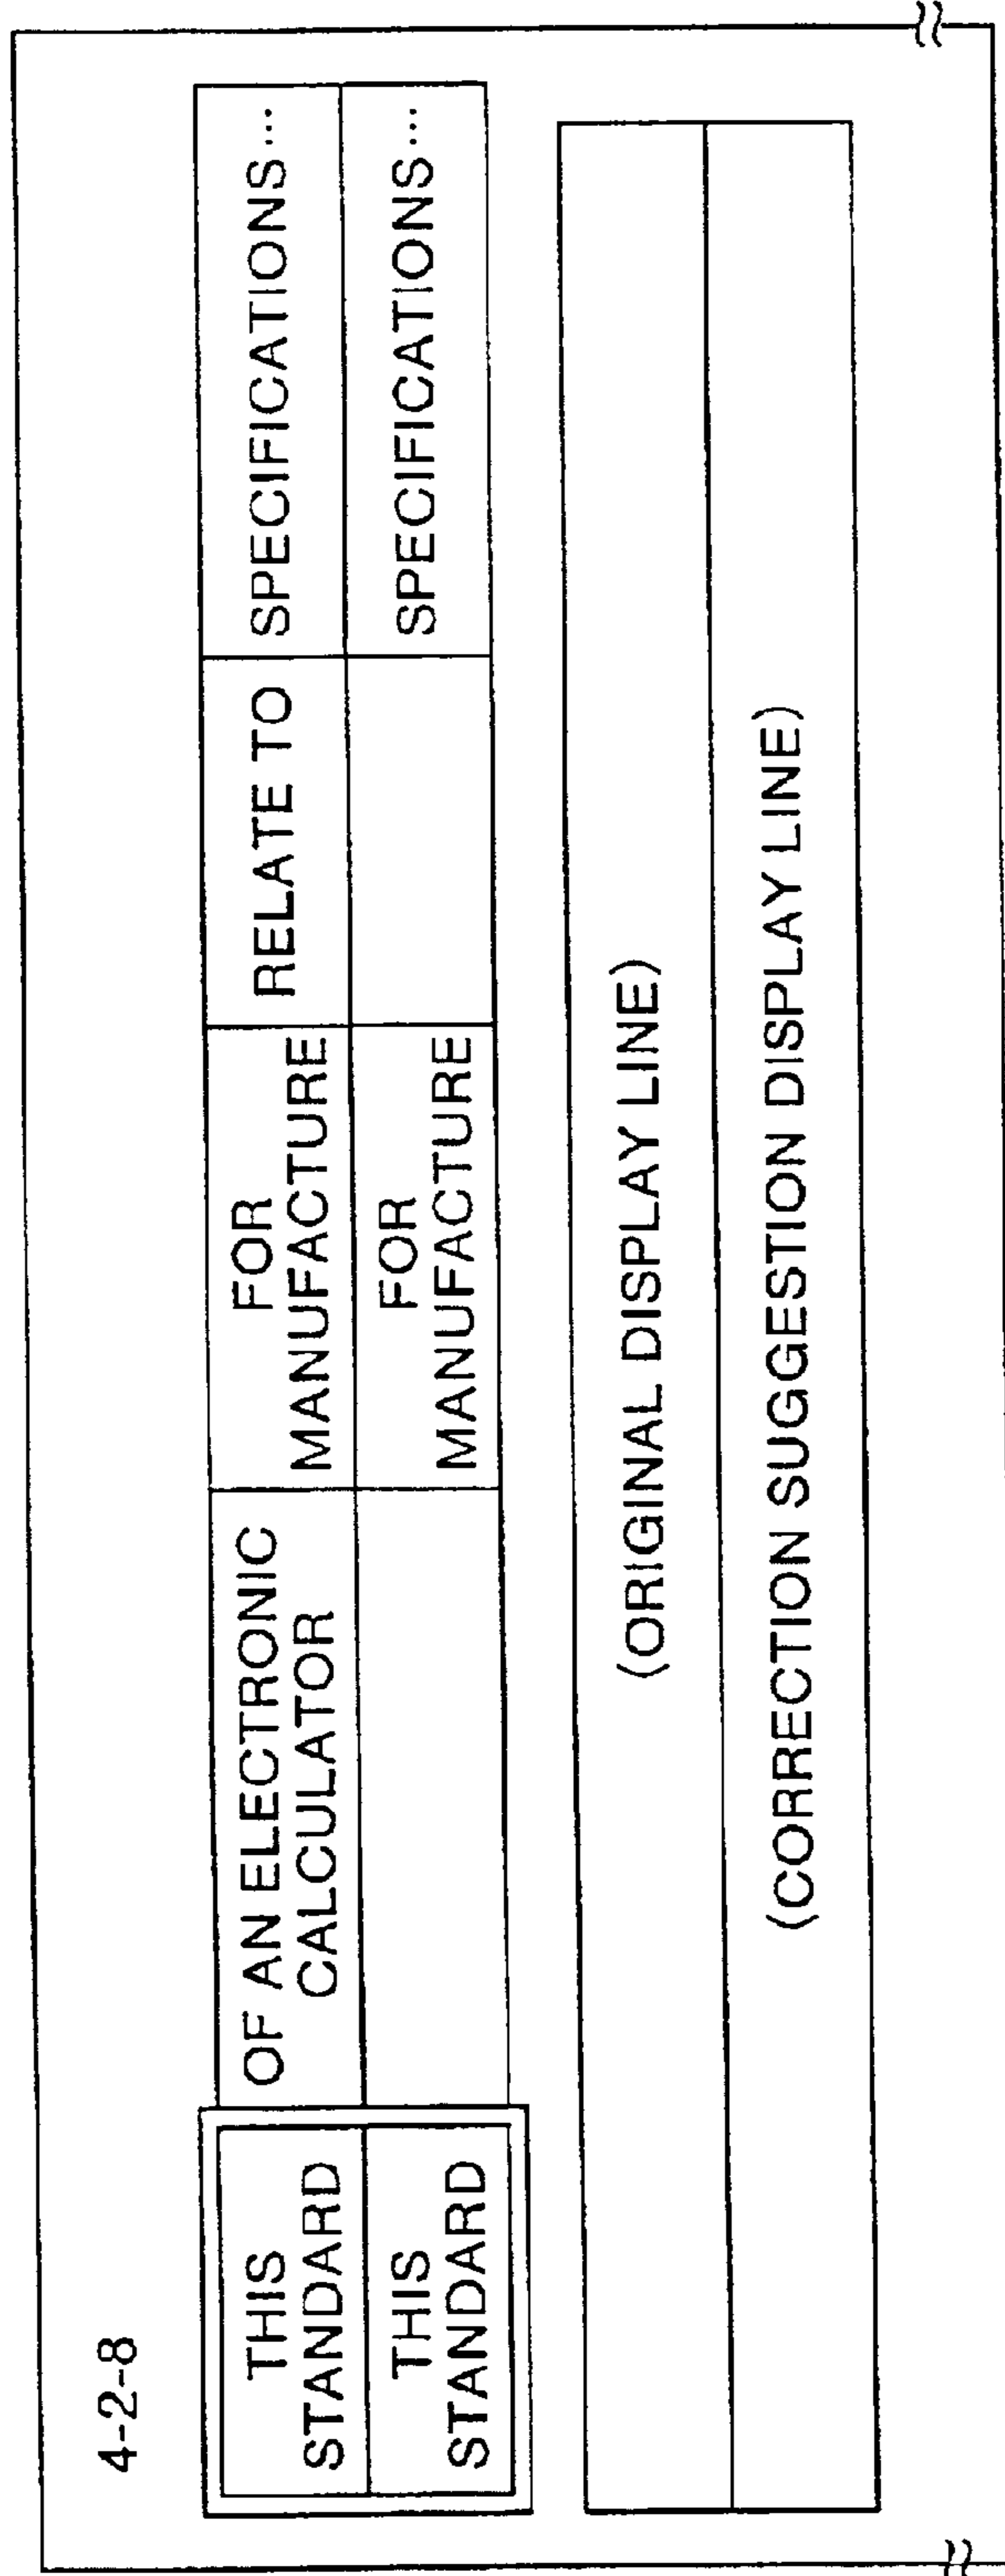 4-2-8
THIS
STANDARD
OF AN ELECTRONIC
CALCULATOR
FOR
MANUFACTURE
RELATE TO
SPECIFICATIONS...
THIS
STANDARD
FOR
MANUFACTURE
SPECIFICATIONS...
(ORIGINAL DISPLAY LINE)
(CORRECTION SUGGESTION DISPLAY LINE)